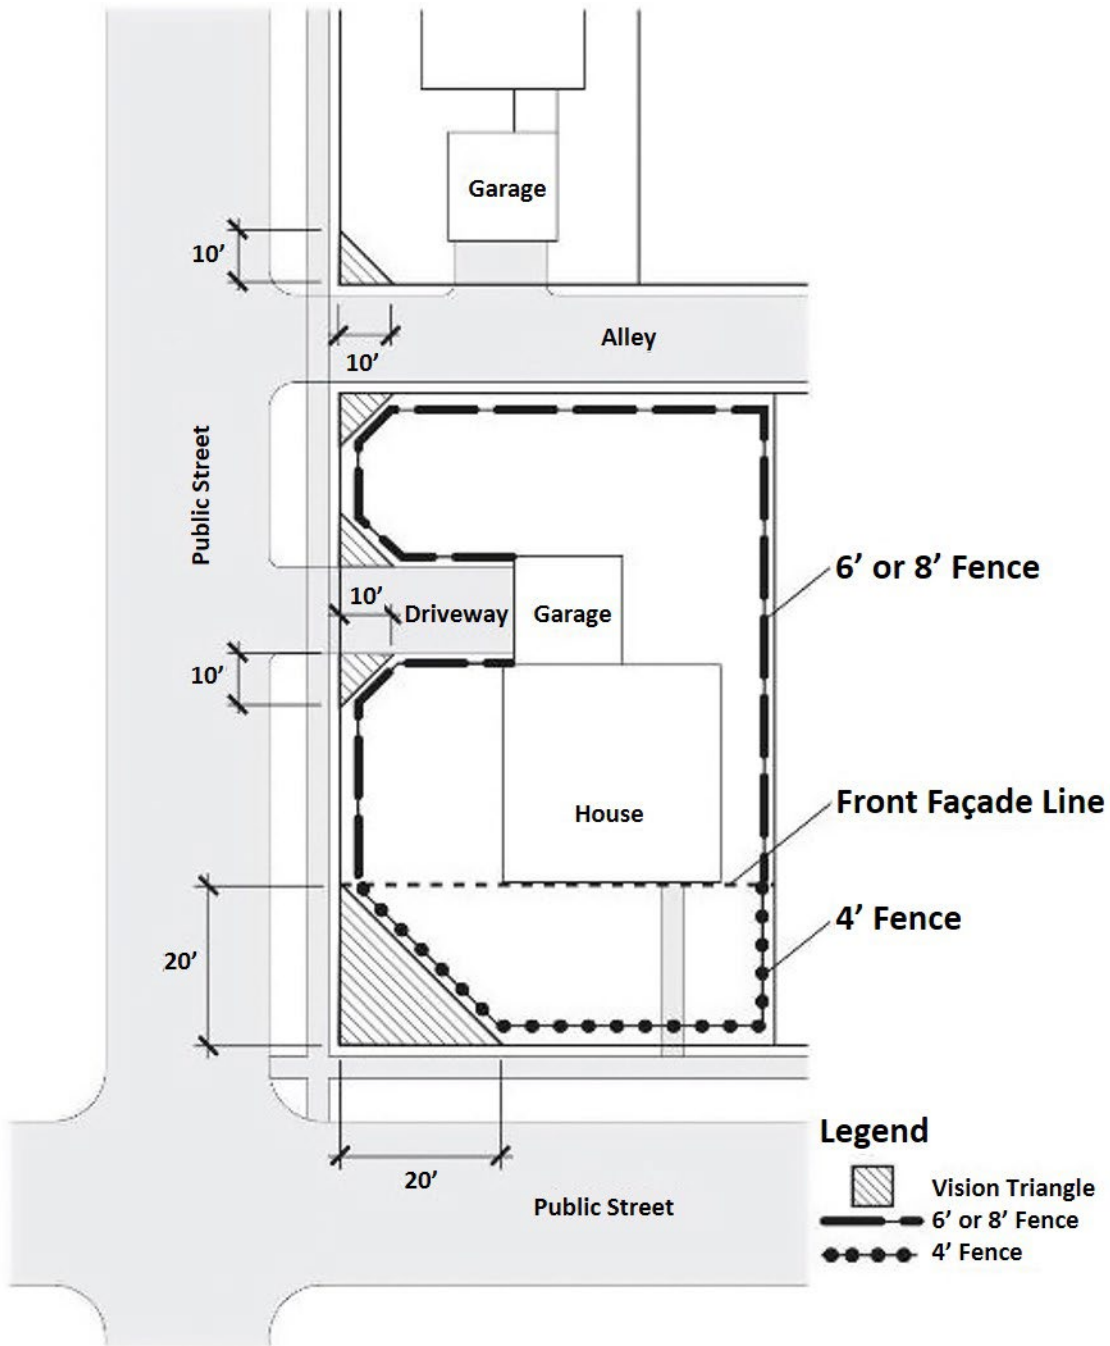 Garage
10’
Alley
10’
Public Street
6’ or 8’ Fence
10’
Driveway
Garage
10’
Front Façade Line
House
4’ Fence
20’
Legend
20’
Vision Triangle
Public Street
6’ or 8’ Fence
4’ Fence